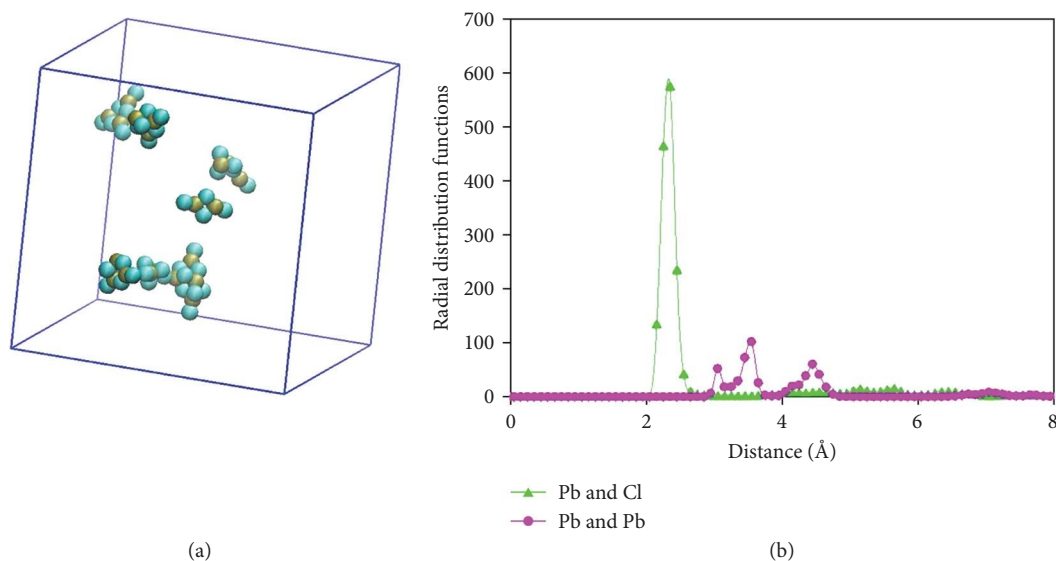 700
600
500
400
300
200
100
0
Radial distribution functions
0 2 4 6 8
Distance (Å)
Pb and Cl
Pb and Pb
(a)
(b)